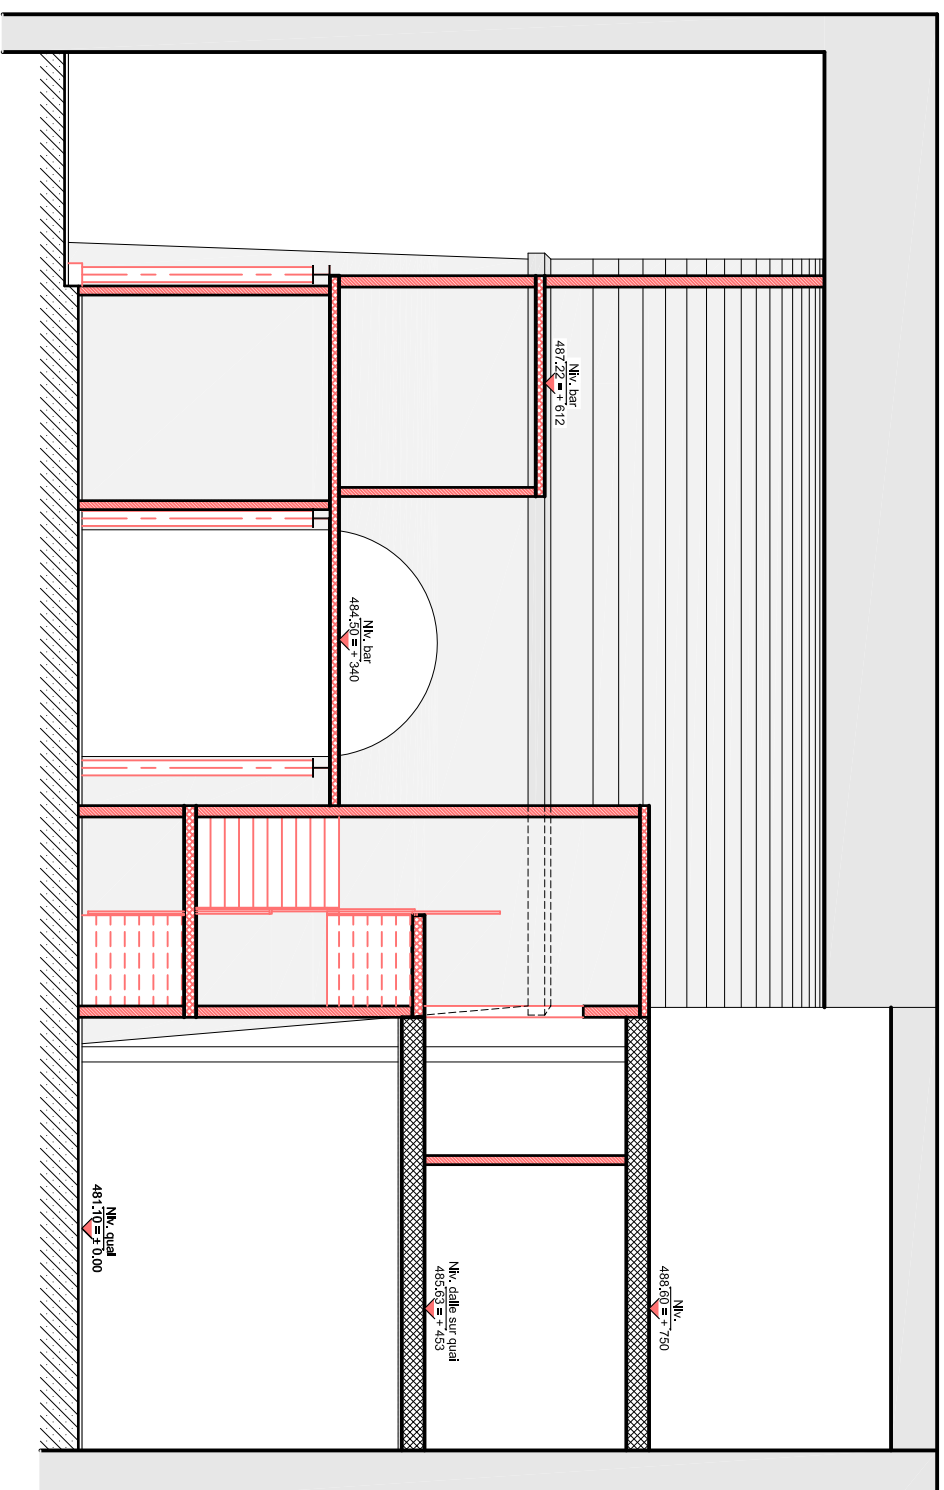 Niv. bar
487.22 = + 612
Niv. bar
484.50 = + 340
Niv. quai
481.10 = ± 0.00
Niv. dalle sur quai
485.63 = + 453
Niv.
488.60 = + 750